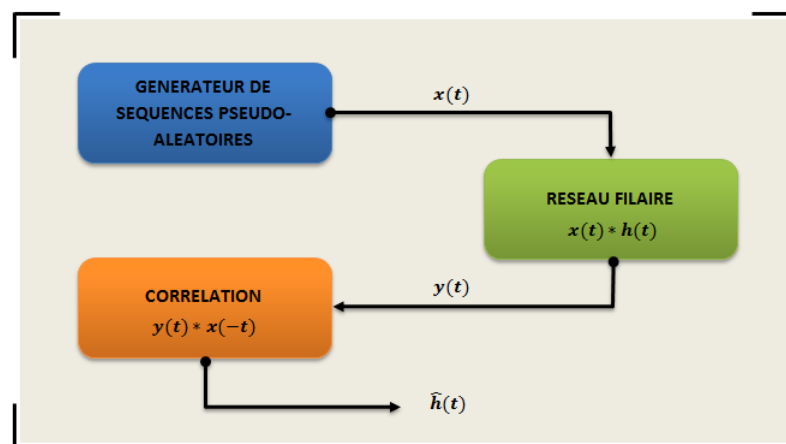 GENERATEUR DE
SEQUENCES PSEUDO-
ALEATOIRES
x(t)
RESEAU FILAIRE
x(t) * h(t)
y(t)
CORRELATION
y(t) * x(−t)
ĥ(t)